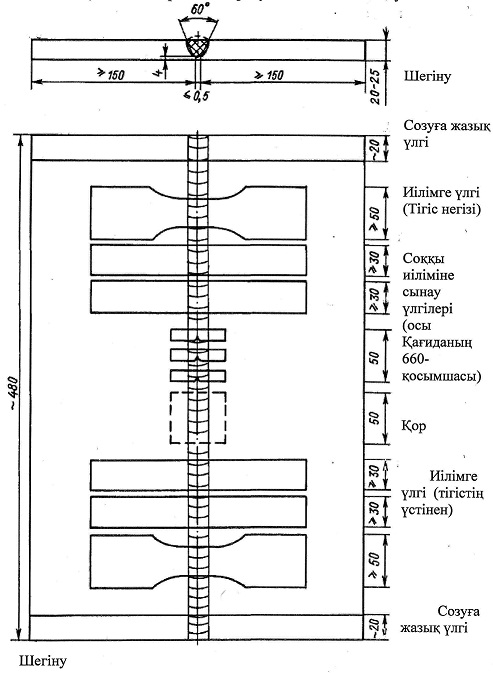 60°
≥ 150
4
≥ 150
≤ 0,5
20-25
Шегіну
Созуға жазық
үлгі
~20
Иілімге үлгі
(Тігіс негізі)
≥ 50
≥ 30
Соққы
иіліміне
сынау
үлгілері
(осы
Қағиданың
660-
қосымшасы)
≥ 30
50
~ 480
50
Қор
≥ 30
Иілімге
үлгі (тігістің
үстінен)
≥ 30
≥ 50
~20
Созуға
жазық үлгі
Шегіну